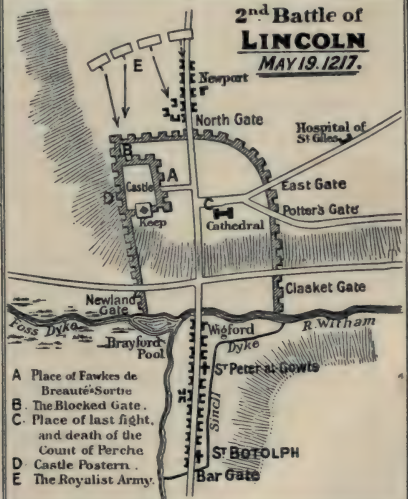 2nd Battle of
LINCOLN
MAY 19. 1217.
E
Newport
North Gate
Hospital of
St Giles
B
A
Castle
D
Keep
C
Cathedral
East Gate
Potter's Gate
Clasket Gate
Newland
Gate
Foss Dyke
Brayford
Pool
Wigford
Dyke
R. Witham
Sincil
St Peter at Gowts
St BOTOLPH
Bar Gate
A Place of Fawkes de
Breauté's Sortie
B. The Blocked Gate.
C. Place of last fight,
and death of the
Count of Perche
D Castle Postern.
E The Royalist Army.